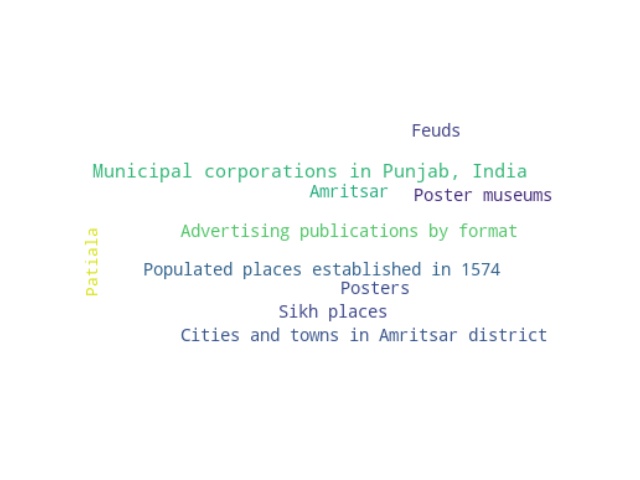 Feuds
Municipal corporations in Punjab, India
Amritsar
Poster museums
Advertising publications by format
Patiala
Populated places established in 1574
Posters
Sikh places
Cities and towns in Amritsar district